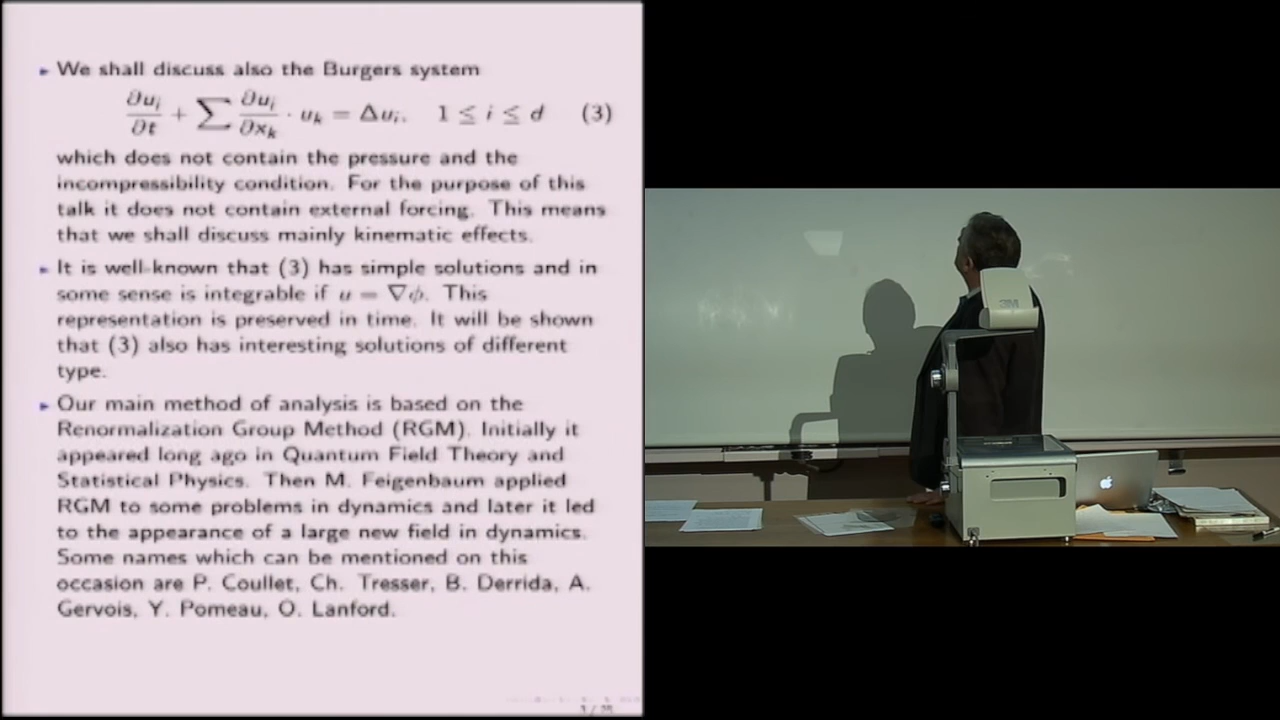 ▸ We shall discuss also the Burgers system
∂uᵢ/∂t + ∑ ∂uᵢ/∂xₖ · uₖ = Δuᵢ, 1 ≤ i ≤ d (3)
which does not contain the pressure and the
incompressibility condition. For the purpose of this
talk it does not contain external forcing. This means
that we shall discuss mainly kinematic effects.
▸ It is well-known that (3) has simple solutions and in
some sense is integrable if u = ∇ϕ. This
representation is preserved in time. It will be shown
that (3) also has interesting solutions of different
type.
▸ Our main method of analysis is based on the
Renormalization Group Method (RGM). Initially it
appeared long ago in Quantum Field Theory and
Statistical Physics. Then M. Feigenbaum applied
RGM to some problems in dynamics and later it led
to the appearance of a large new field in dynamics.
Some names which can be mentioned on this
occasion are P. Coullet, Ch. Tresser, B. Derrida, A.
Gervois, Y. Pomeau, O. Lanford.
3M